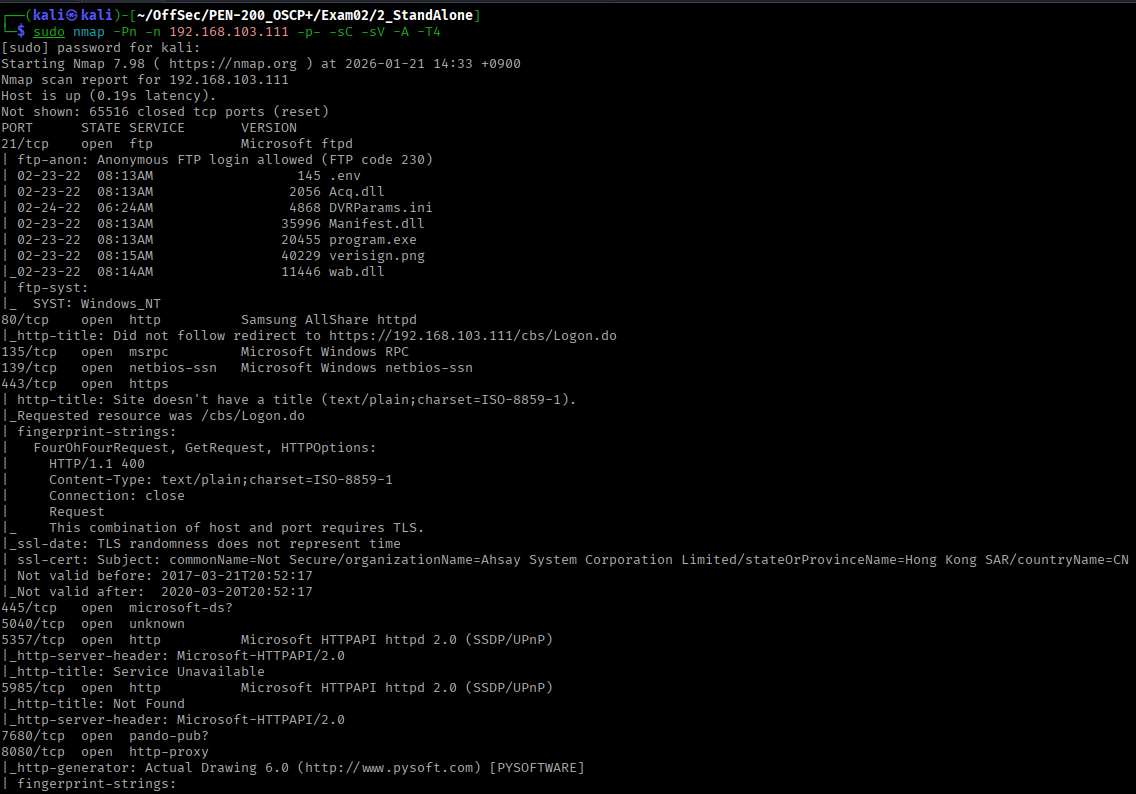 ┌──(kali㉿kali)-[~/OffSec/PEN-200_OSCP+/Exam02/2_StandAlone]
└─$ sudo nmap -Pn -n 192.168.103.111 -p- -sC -sV -A -T4
[sudo] password for kali:
Starting Nmap 7.98 ( https://nmap.org ) at 2026-01-21 14:33 +0900
Nmap scan report for 192.168.103.111
Host is up (0.19s latency).
Not shown: 65516 closed tcp ports (reset)
PORT      STATE SERVICE       VERSION
21/tcp    open  ftp           Microsoft ftpd
| ftp-anon: Anonymous FTP login allowed (FTP code 230)
| 02-23-22  08:13AM                  145 .env
| 02-23-22  08:13AM                 2056 Acq.dll
| 02-24-22  06:24AM                 4868 DVRParams.ini
| 02-23-22  08:13AM                35996 Manifest.dll
| 02-23-22  08:13AM                20455 program.exe
| 02-23-22  08:15AM                40229 verisign.png
|_02-23-22  08:14AM                11446 wab.dll
| ftp-syst:
|_  SYST: Windows_NT
80/tcp    open  http          Samsung AllShare httpd
|_http-title: Did not follow redirect to https://192.168.103.111/cbs/Logon.do
135/tcp   open  msrpc         Microsoft Windows RPC
139/tcp   open  netbios-ssn   Microsoft Windows netbios-ssn
443/tcp   open  https
| http-title: Site doesn't have a title (text/plain;charset=ISO-8859-1).
|_Requested resource was /cbs/Logon.do
| fingerprint-strings:
|   FourOhFourRequest, GetRequest, HTTPOptions:
|     HTTP/1.1 400
|     Content-Type: text/plain;charset=ISO-8859-1
|     Connection: close
|     Request
|_    This combination of host and port requires TLS.
|_ssl-date: TLS randomness does not represent time
| ssl-cert: Subject: commonName=Not Secure/organizationName=Ahsay System Corporation Limited/stateOrProvinceName=Hong Kong SAR/countryName=CN
| Not valid before: 2017-03-21T20:52:17
|_Not valid after:  2020-03-20T20:52:17
445/tcp   open  microsoft-ds?
5040/tcp  open  unknown
5357/tcp  open  http          Microsoft HTTPAPI httpd 2.0 (SSDP/UPnP)
|_http-server-header: Microsoft-HTTPAPI/2.0
|_http-title: Service Unavailable
5985/tcp  open  http          Microsoft HTTPAPI httpd 2.0 (SSDP/UPnP)
|_http-title: Not Found
|_http-server-header: Microsoft-HTTPAPI/2.0
7680/tcp  open  pando-pub?
8080/tcp  open  http-proxy
|_http-generator: Actual Drawing 6.0 (http://www.pysoft.com) [PYSOFTWARE]
| fingerprint-strings: